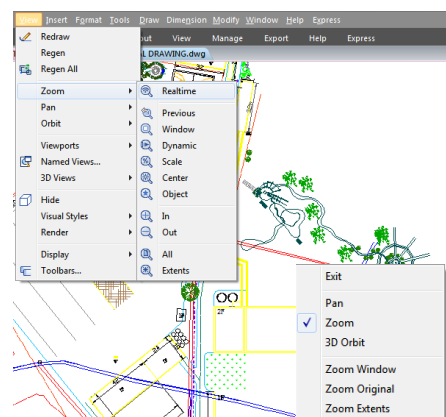 View Insert Format Tools Draw Dimension Modify Window Help Express
out View Manage Export Help Express
L DRAWING.dwg
Redraw
Regen
Regen All
Zoom
Pan
Orbit
Viewports
Named Views...
3D Views
Hide
Visual Styles
Render
Display
Toolbars...
Realtime
Previous
Window
Dynamic
Scale
Center
Object
In
Out
All
Extents
Exit
Pan
Zoom
3D Orbit
Zoom Window
Zoom Original
Zoom Extents
2F
1F